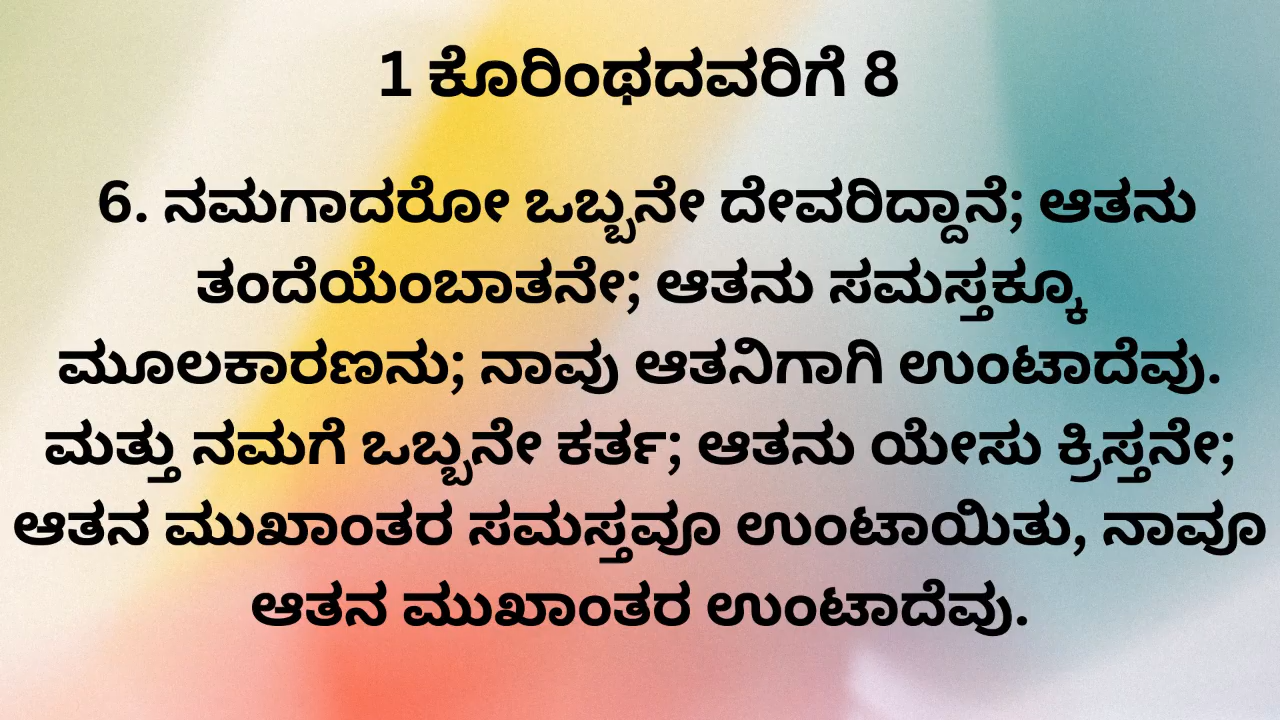 1 ಕೊರಿಂಥದವರಿಗೆ 8
6. ನಮಗಾದರೋ ಒಬ್ಬನೇ ದೇವರಿದ್ದಾನೆ; ಆತನು
ತಂದೆಯೆಂಬಾತನೇ; ಆತನು ಸಮಸ್ತಕ್ಕೂ
ಮೂಲಕಾರಣನು; ನಾವು ಆತನಿಗಾಗಿ ಉಂಟಾದೆವು.
ಮತ್ತು ನಮಗೆ ಒಬ್ಬನೇ ಕರ್ತ; ಆತನು ಯೇಸು ಕ್ರಿಸ್ತನೇ;
ಆತನ ಮುಖಾಂತರ ಸಮಸ್ತವೂ ಉಂಟಾಯಿತು, ನಾವೂ
ಆತನ ಮುಖಾಂತರ ಉಂಟಾದೆವು.